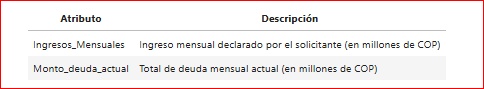 Atributo Descripción
Ingresos_Mensuales Ingreso mensual declarado por el solicitante (en millones de COP)
Monto_deuda_actual Total de deuda mensual actual (en millones de COP)